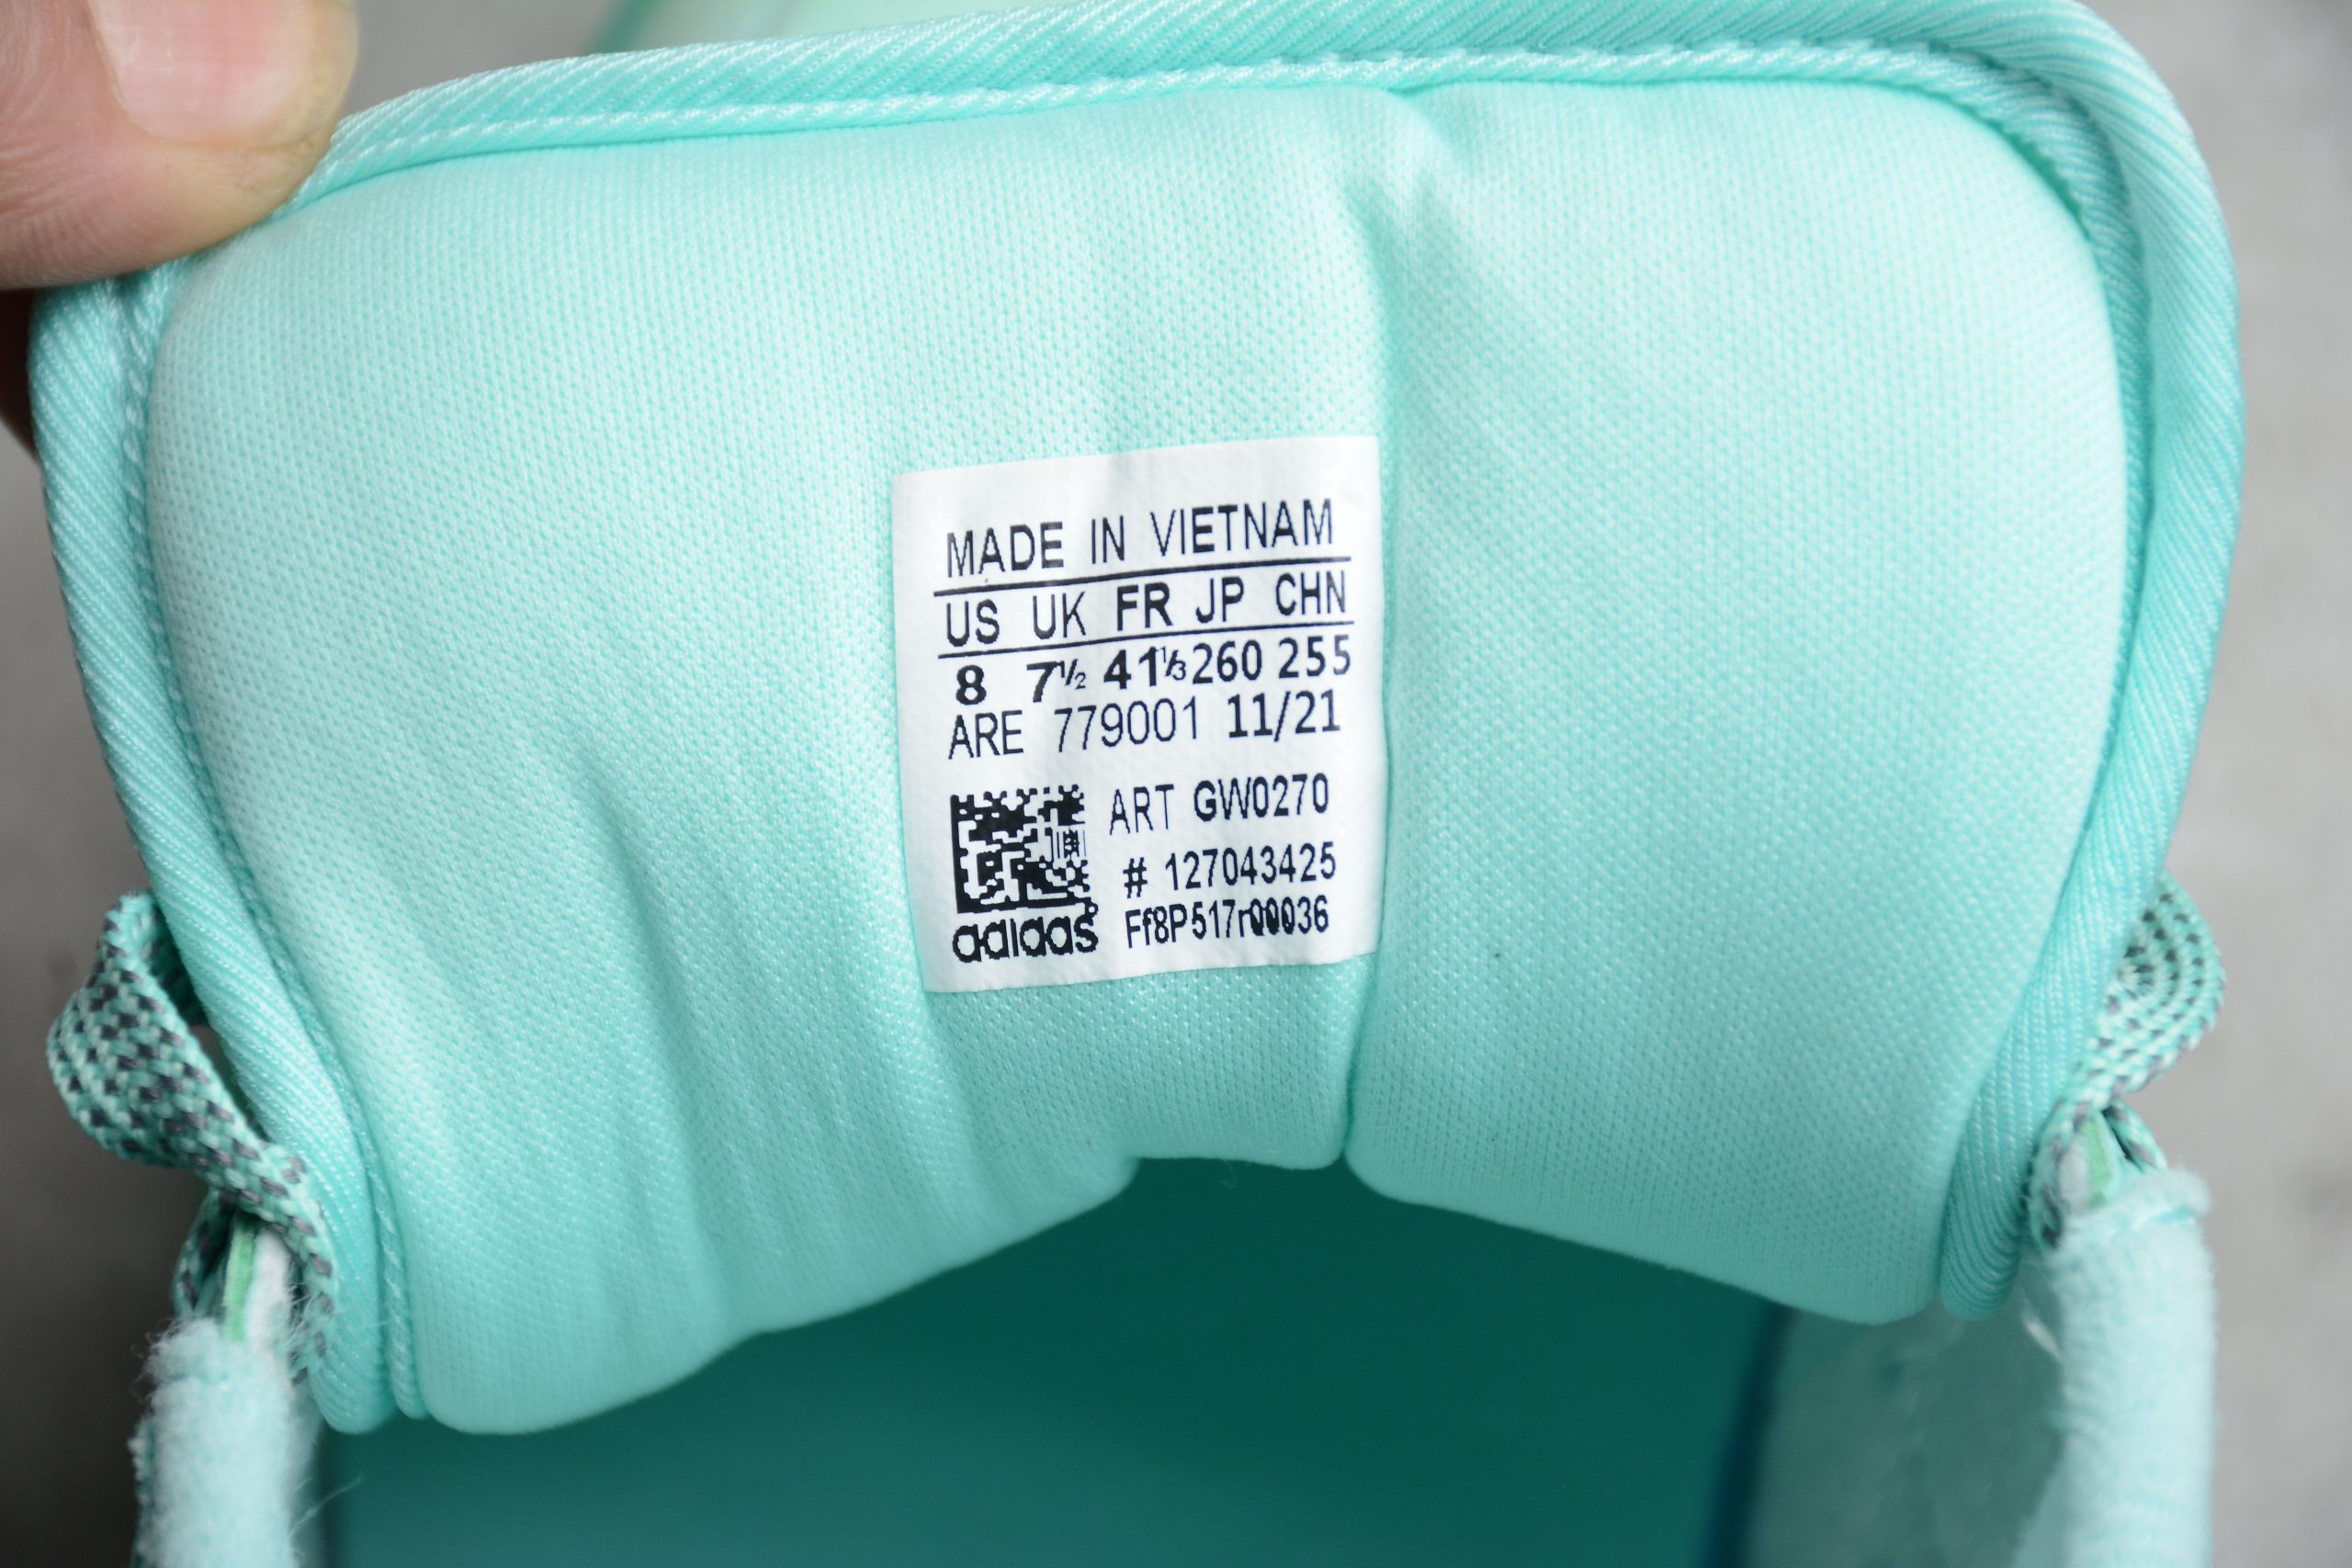 MADE IN VIETNAM
US UK FR JP CHN
8 7½ 41⅓ 260 255
ARE 779001 11/21
ART GW0270
# 127043425
Ff8P517r00036
adidas